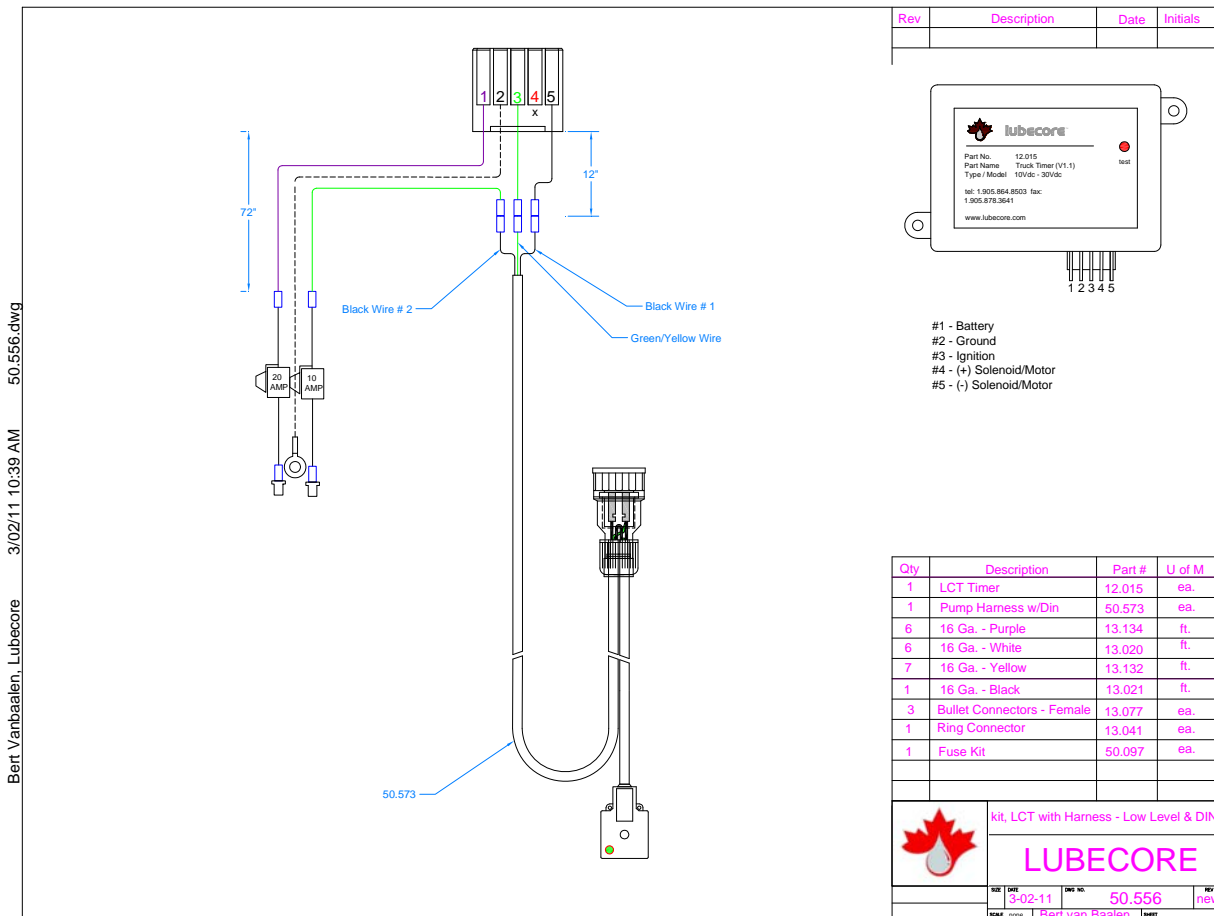 Rev Description Date Initials
1 2 3 4 5
x
72"
12"
Black Wire # 2
Black Wire # 1
Green/Yellow Wire
20 AMP
10 AMP
50.573
lubecore
Part No. 12.015
Part Name Truck Timer (V1.1)
Type / Model 10Vdc - 30Vdc
tel: 1.905.864.8503 fax:
1.905.878.3641
www.lubecore.com
test
1 2 3 4 5
#1 - Battery
#2 - Ground
#3 - Ignition
#4 - (+) Solenoid/Motor
#5 - (-) Solenoid/Motor
Qty Description Part # U of M
1 LCT Timer 12.015 ea.
1 Pump Harness w/Din 50.573 ea.
6 16 Ga. - Purple 13.134 ft.
6 16 Ga. - White 13.020 ft.
7 16 Ga. - Yellow 13.132 ft.
1 16 Ga. - Black 13.021 ft.
3 Bullet Connectors - Female 13.077 ea.
1 Ring Connector 13.041 ea.
1 Fuse Kit 50.097 ea.
kit, LCT with Harness - Low Level & DIN
LUBECORE
SIZE DATE DWG NO. REV
3-02-11 50.556 new
SCALE none Bert van Baalen SHEET
Bert Vanbaalen, Lubecore 3/02/11 10:39 AM 50.556.dwg